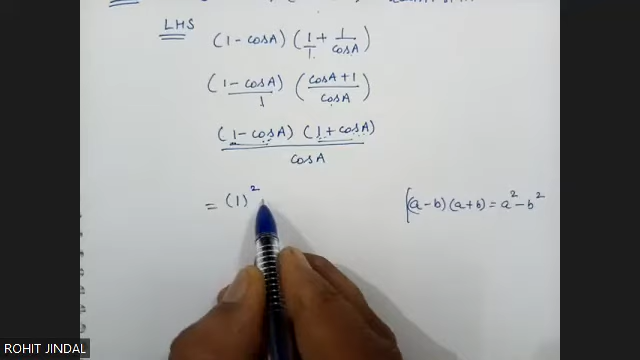 LHS
(1 - cosA) (1/1 + 1/cosA)
(1 - cosA)/1 (cosA + 1/cosA)
(1 - cosA) (1 + cosA)
cosA
= (1)²
(a - b) (a + b) = a² - b²
ROHIT JINDAL